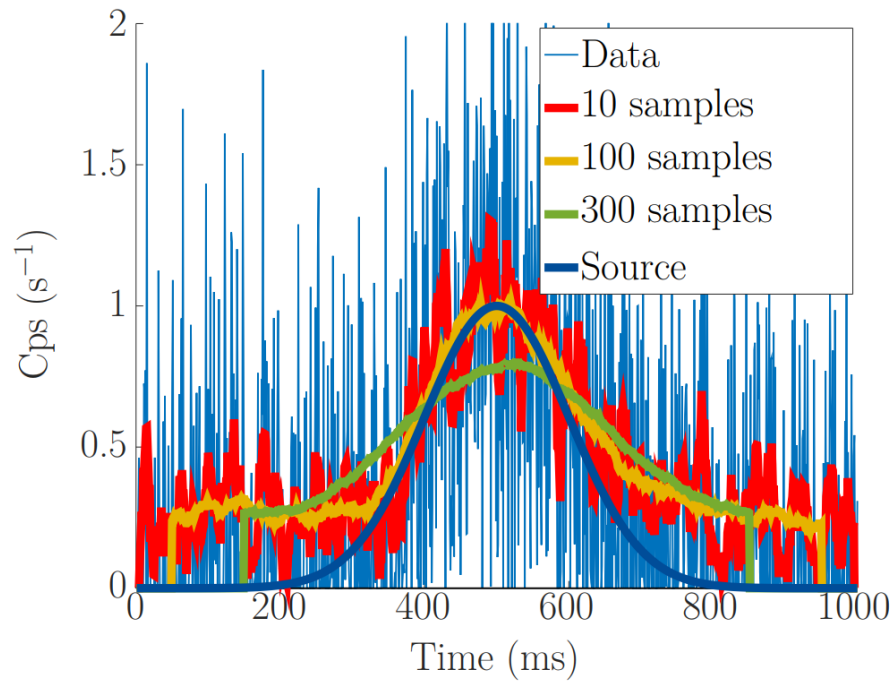 2
1.5
1
0.5
0
Cps (s⁻¹)
Data
10 samples
100 samples
300 samples
Source
0 200 400 600 800 1000
Time (ms)